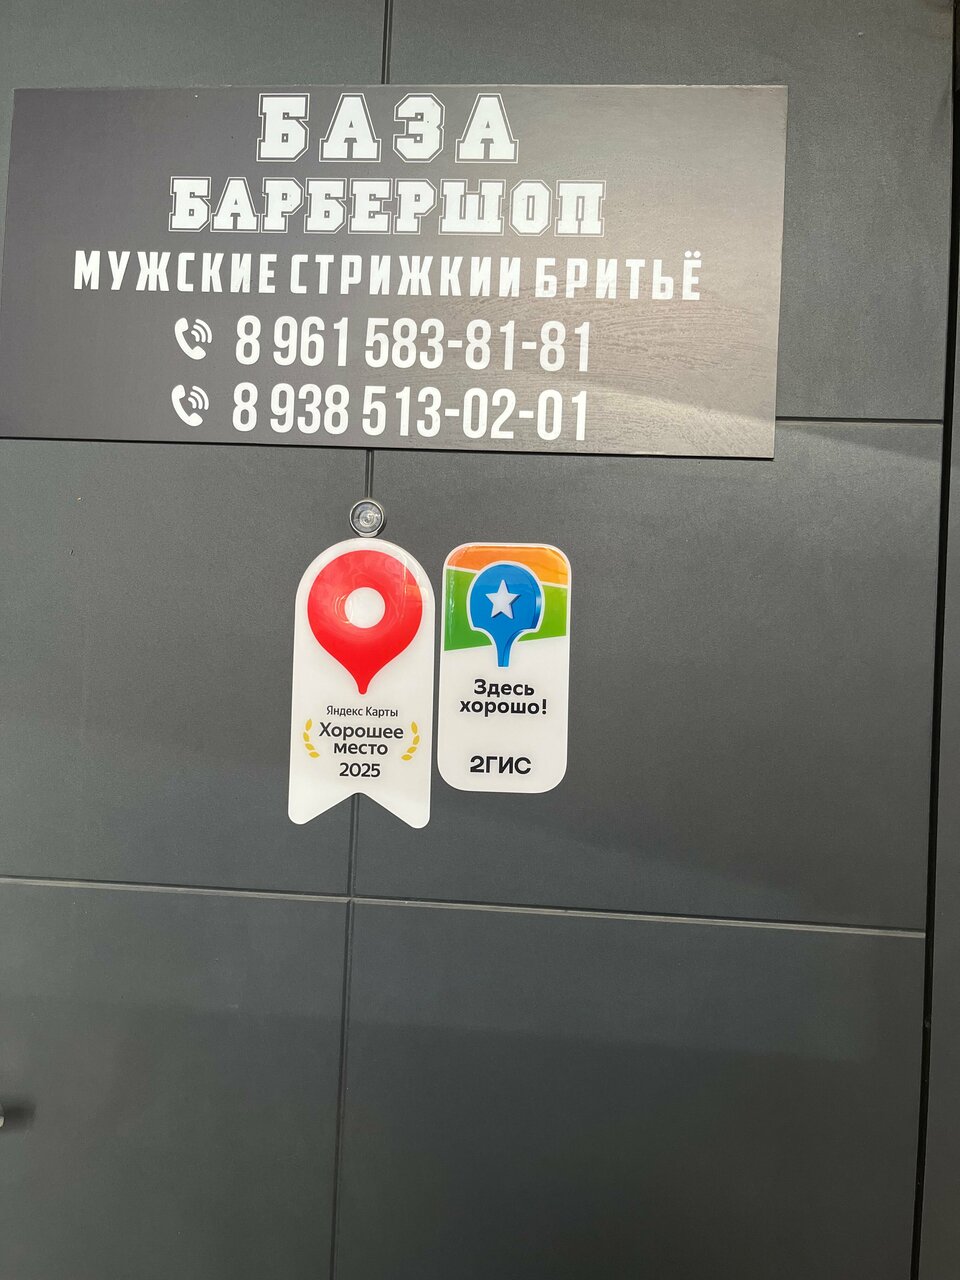 БАЗА
БАРБЕРШОП
МУЖСКИЕ СТРИЖКИИ БРИТЬЁ
8 961 583-81-81
8 938 513-02-01
Яндекс Карты
Хорошее
место
2025
Здесь
хорошо!
2ГИС